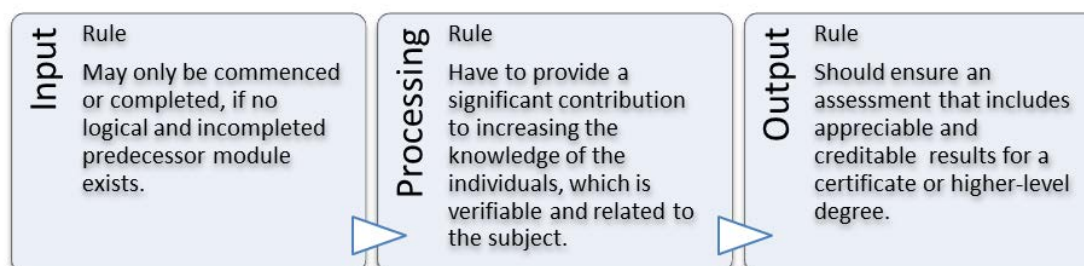 Input
Rule
May only be commenced
or completed, if no
logical and incompleted
predecessor module
exists.
Processing
Rule
Have to provide a
significant contribution
to increasing the
knowledge of the
individuals, which is
verifiable and related to
the subject.
Output
Rule
Should ensure an
assessment that includes
appreciable and
creditable results for a
certificate or higher-level
degree.